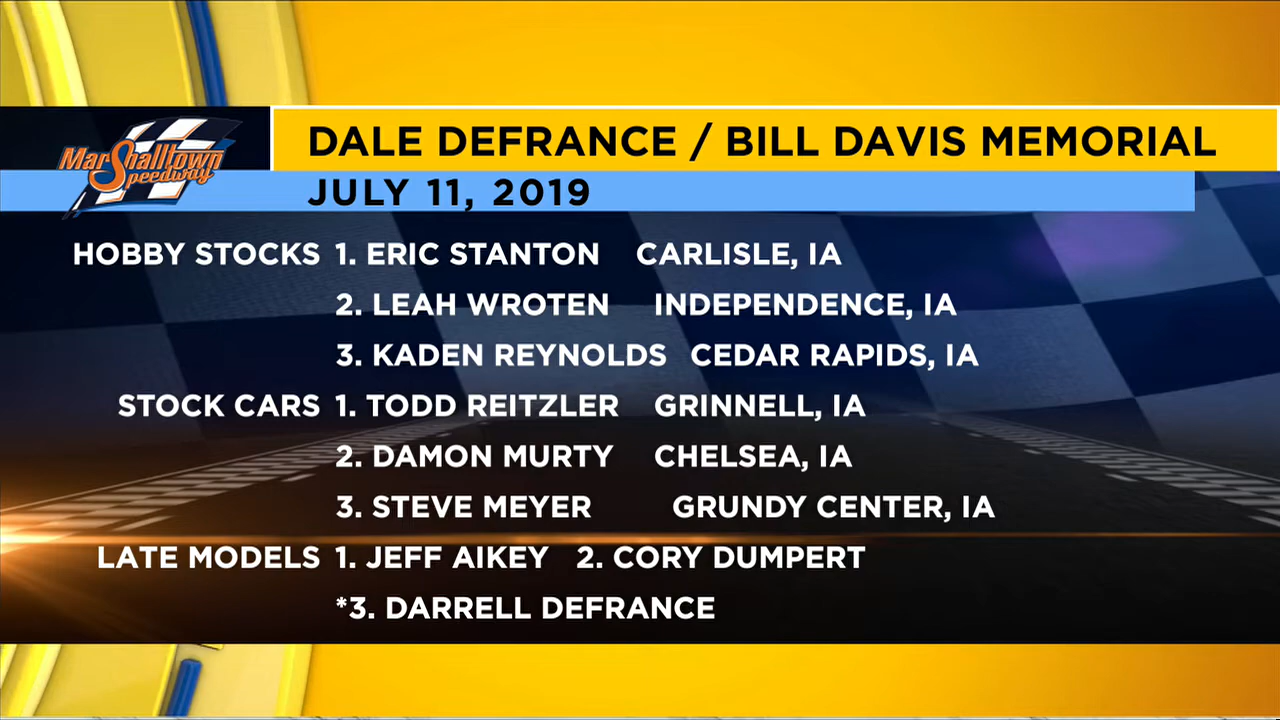 Marshalltown
Speedway
DALE DEFRANCE / BILL DAVIS MEMORIAL
JULY 11, 2019
HOBBY STOCKS 1. ERIC STANTON CARLISLE, IA
2. LEAH WROTEN INDEPENDENCE, IA
3. KADEN REYNOLDS CEDAR RAPIDS, IA
STOCK CARS 1. TODD REITZLER GRINNELL, IA
2. DAMON MURTY CHELSEA, IA
3. STEVE MEYER GRUNDY CENTER, IA
LATE MODELS 1. JEFF AIKEY 2. CORY DUMPERT
*3. DARRELL DEFRANCE